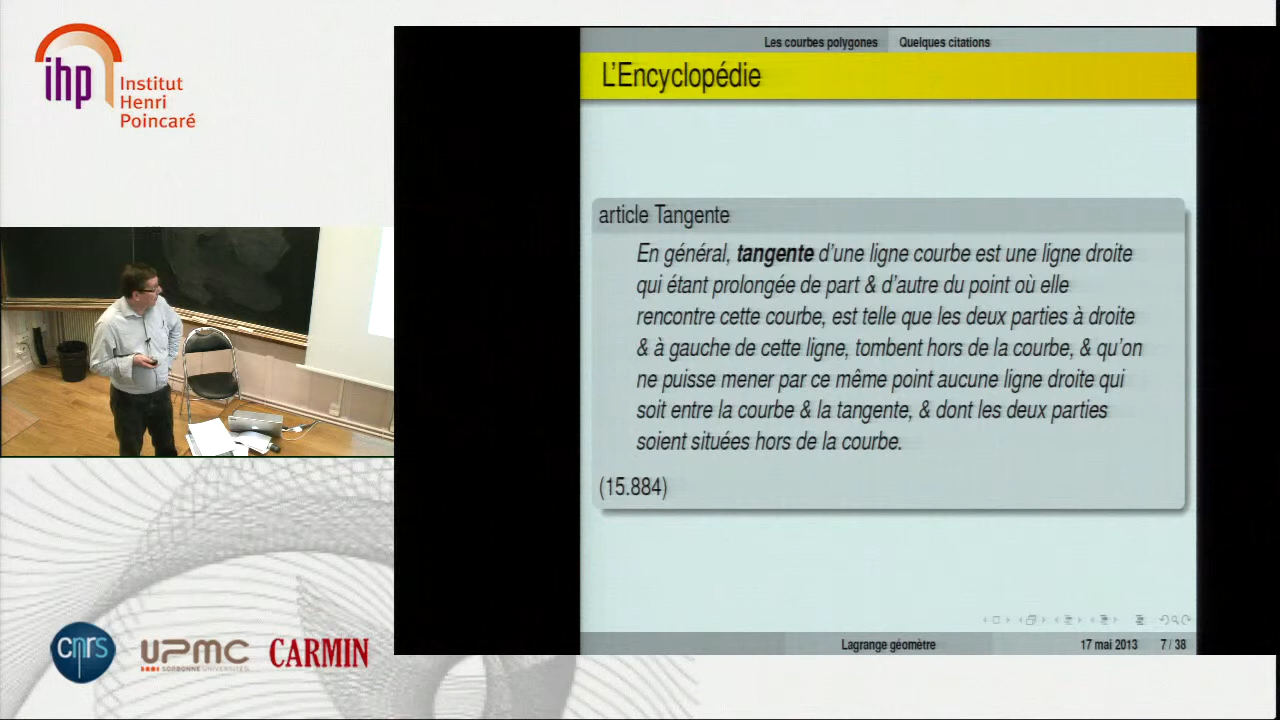 ihp
Institut
Henri
Poincaré
Les courbes polygones Quelques citations
L'Encyclopédie
article Tangente
En général, tangente d'une ligne courbe est une ligne droite
qui étant prolongée de part & d'autre du point où elle
rencontre cette courbe, est telle que les deux parties à droite
& à gauche de cette ligne, tombent hors de la courbe, & qu'on
ne puisse mener par ce même point aucune ligne droite qui
soit entre la courbe & la tangente, & dont les deux parties
soient situées hors de la courbe.
(15.884)
Lagrange géomètre 17 mai 2013 7 / 38
cnrs
UPMC
SORBONNE UNIVERSITÉS
CARMIN